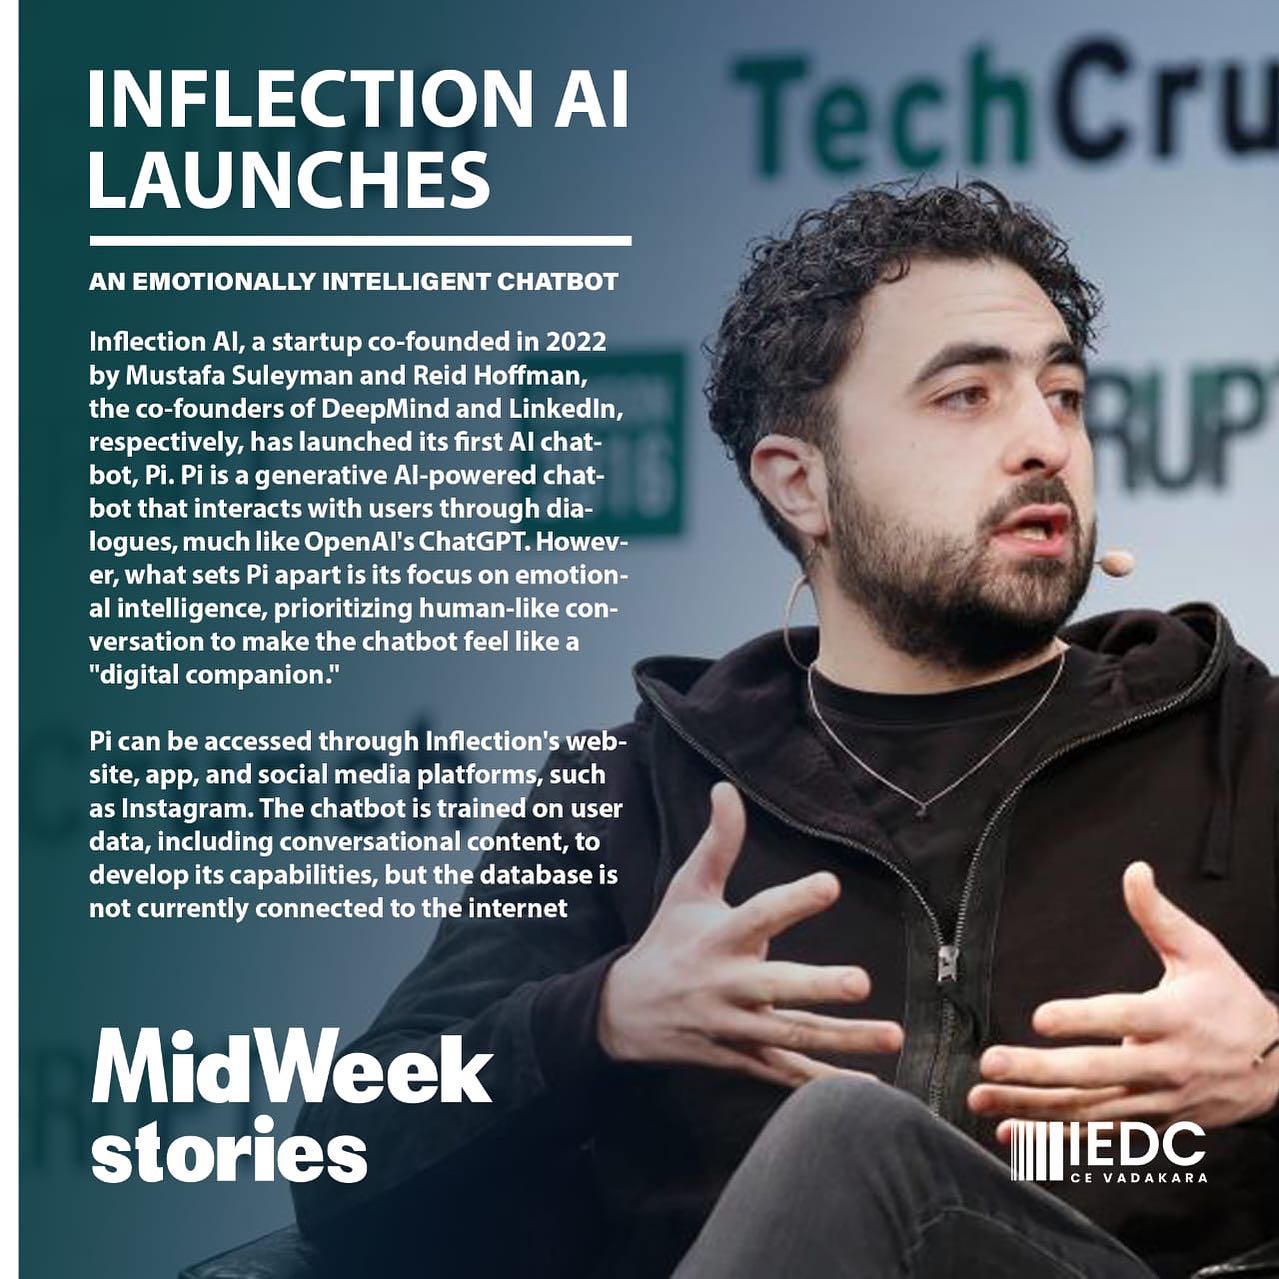 INFLECTION AI
LAUNCHES
AN EMOTIONALLY INTELLIGENT CHATBOT
Inflection AI, a startup co-founded in 2022
by Mustafa Suleyman and Reid Hoffman,
the co-founders of DeepMind and LinkedIn,
respectively, has launched its first AI chat-
bot, Pi. Pi is a generative AI-powered chat-
bot that interacts with users through dia-
logues, much like OpenAI's ChatGPT. Howev-
er, what sets Pi apart is its focus on emotion-
al intelligence, prioritizing human-like con-
versation to make the chatbot feel like a
"digital companion."
Pi can be accessed through Inflection's web-
site, app, and social media platforms, such
as Instagram. The chatbot is trained on user
data, including conversational content, to
develop its capabilities, but the database is
not currently connected to the internet
MidWeek
stories
TechCru
RUPT
IEDC
CE VADAKARA